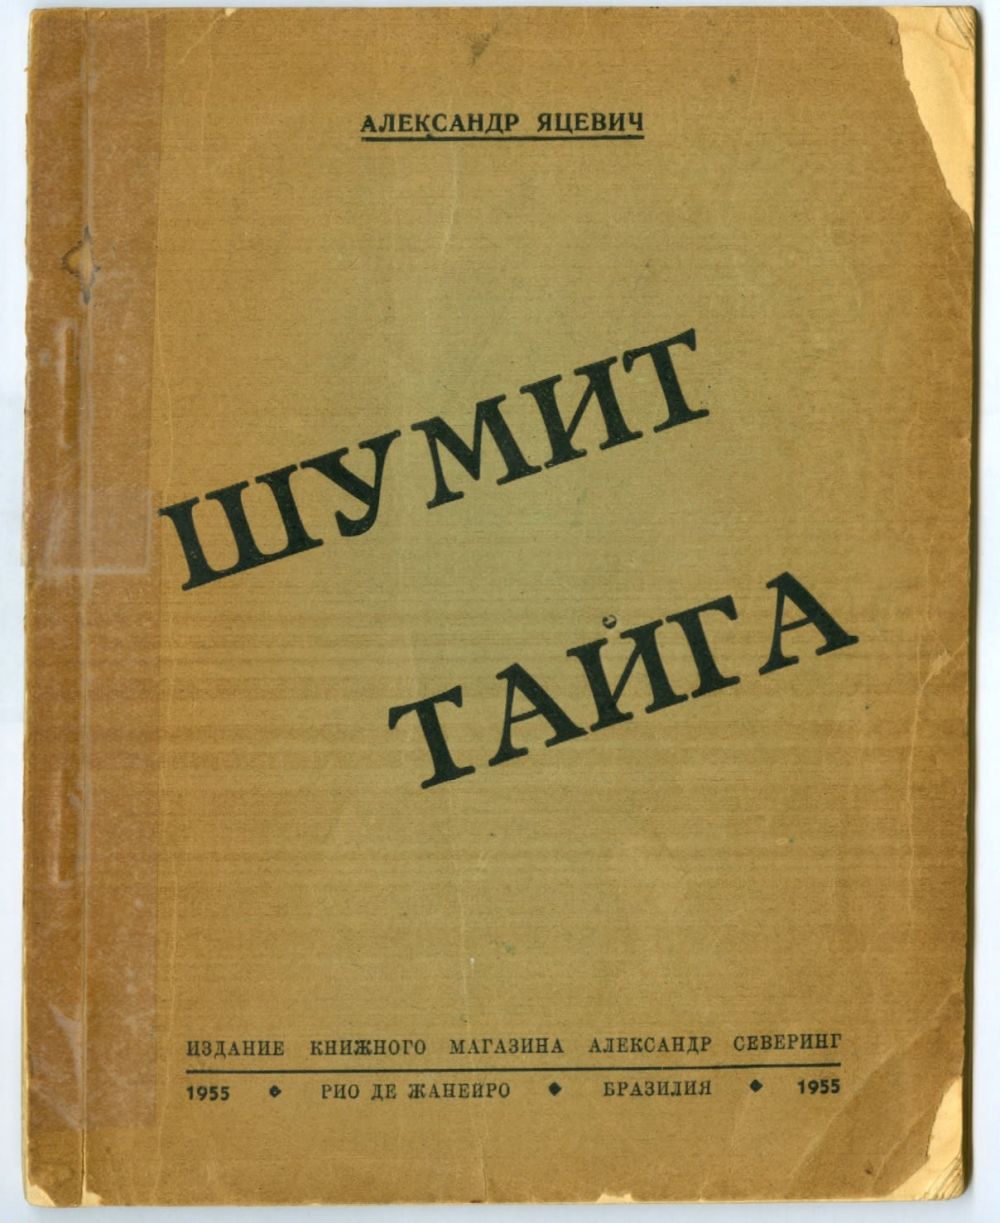 АЛЕКСАНДР ЯЦЕВИЧ
ШУМИТ
ТАЙГА
ИЗДАНИЕ КНИЖНОГО МАГАЗИНА АЛЕКСАНДР СЕВЕРИНГ
1955 ◆ РИО ДЕ ЖАНЕЙРО ◆ БРАЗИЛИЯ ◆ 1955